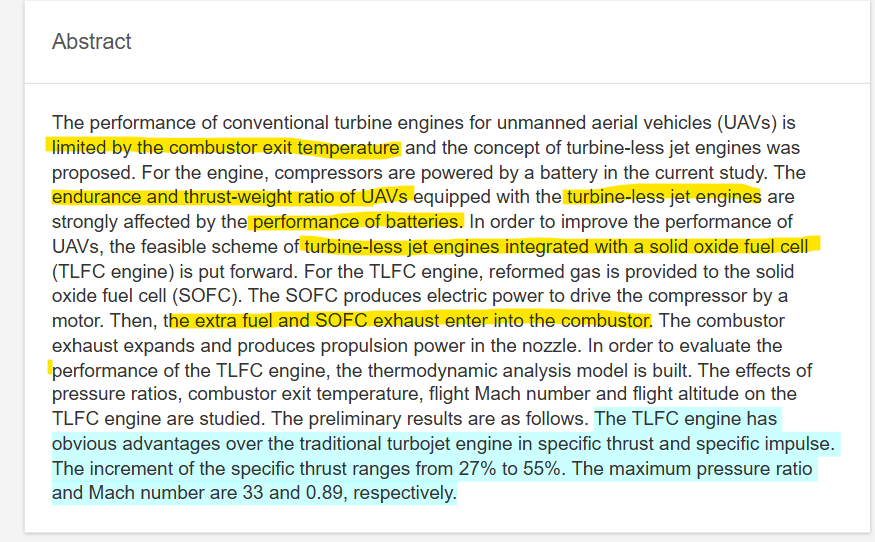 Abstract
The performance of conventional turbine engines for unmanned aerial vehicles (UAVs) is
limited by the combustor exit temperature and the concept of turbine-less jet engines was
proposed. For the engine, compressors are powered by a battery in the current study. The
endurance and thrust-weight ratio of UAVs equipped with the turbine-less jet engines are
strongly affected by the performance of batteries. In order to improve the performance of
UAVs, the feasible scheme of turbine-less jet engines integrated with a solid oxide fuel cell
(TLFC engine) is put forward. For the TLFC engine, reformed gas is provided to the solid
oxide fuel cell (SOFC). The SOFC produces electric power to drive the compressor by a
motor. Then, the extra fuel and SOFC exhaust enter into the combustor. The combustor
exhaust expands and produces propulsion power in the nozzle. In order to evaluate the
performance of the TLFC engine, the thermodynamic analysis model is built. The effects of
pressure ratios, combustor exit temperature, flight Mach number and flight altitude on the
TLFC engine are studied. The preliminary results are as follows. The TLFC engine has
obvious advantages over the traditional turbojet engine in specific thrust and specific impulse.
The increment of the specific thrust ranges from 27% to 55%. The maximum pressure ratio
and Mach number are 33 and 0.89, respectively.